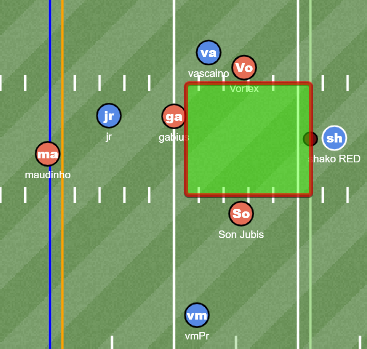 va
vascaino
Vo
Vortex
jr
jr
ga
gabiu
sh
hako RED
ma
maudinho
So
Son Jubis
vm
vmPr